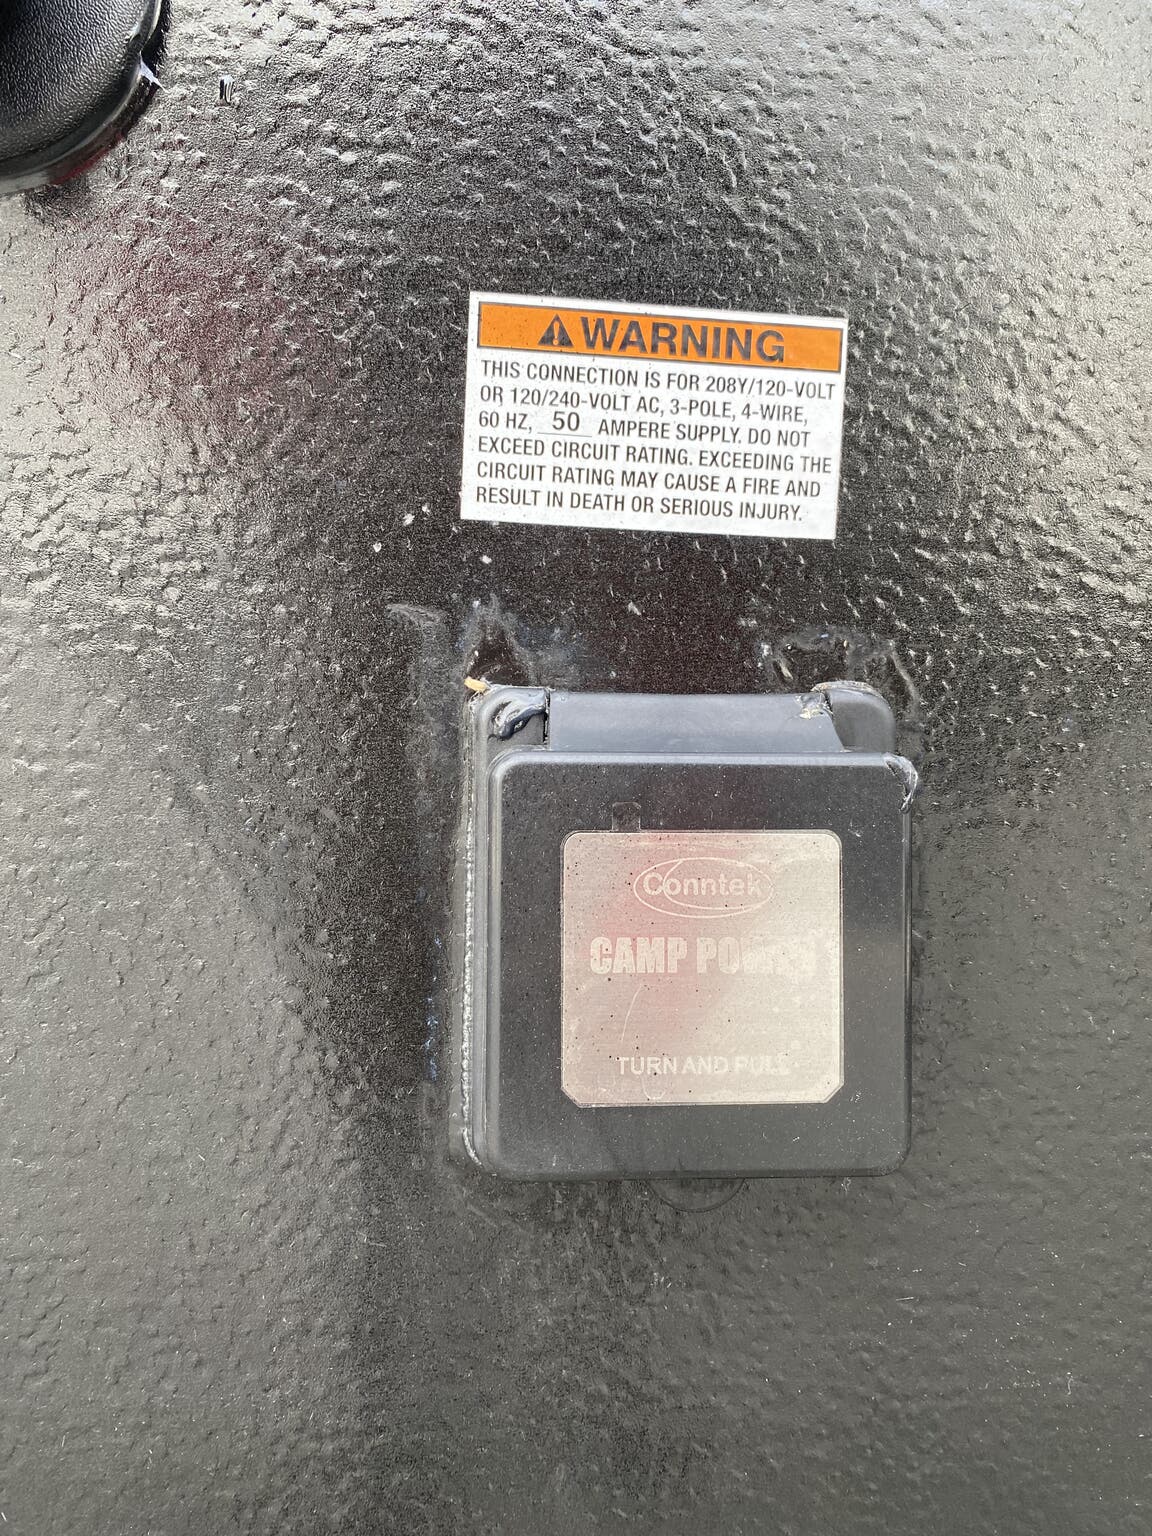 WARNING
THIS CONNECTION IS FOR 208Y/120-VOLT
OR 120/240-VOLT AC, 3-POLE, 4-WIRE,
60 HZ, 50 AMPERE SUPPLY. DO NOT
EXCEED CIRCUIT RATING. EXCEEDING THE
CIRCUIT RATING MAY CAUSE A FIRE AND
RESULT IN DEATH OR SERIOUS INJURY.
Conntek
CAMP POWER
TURN AND PULL